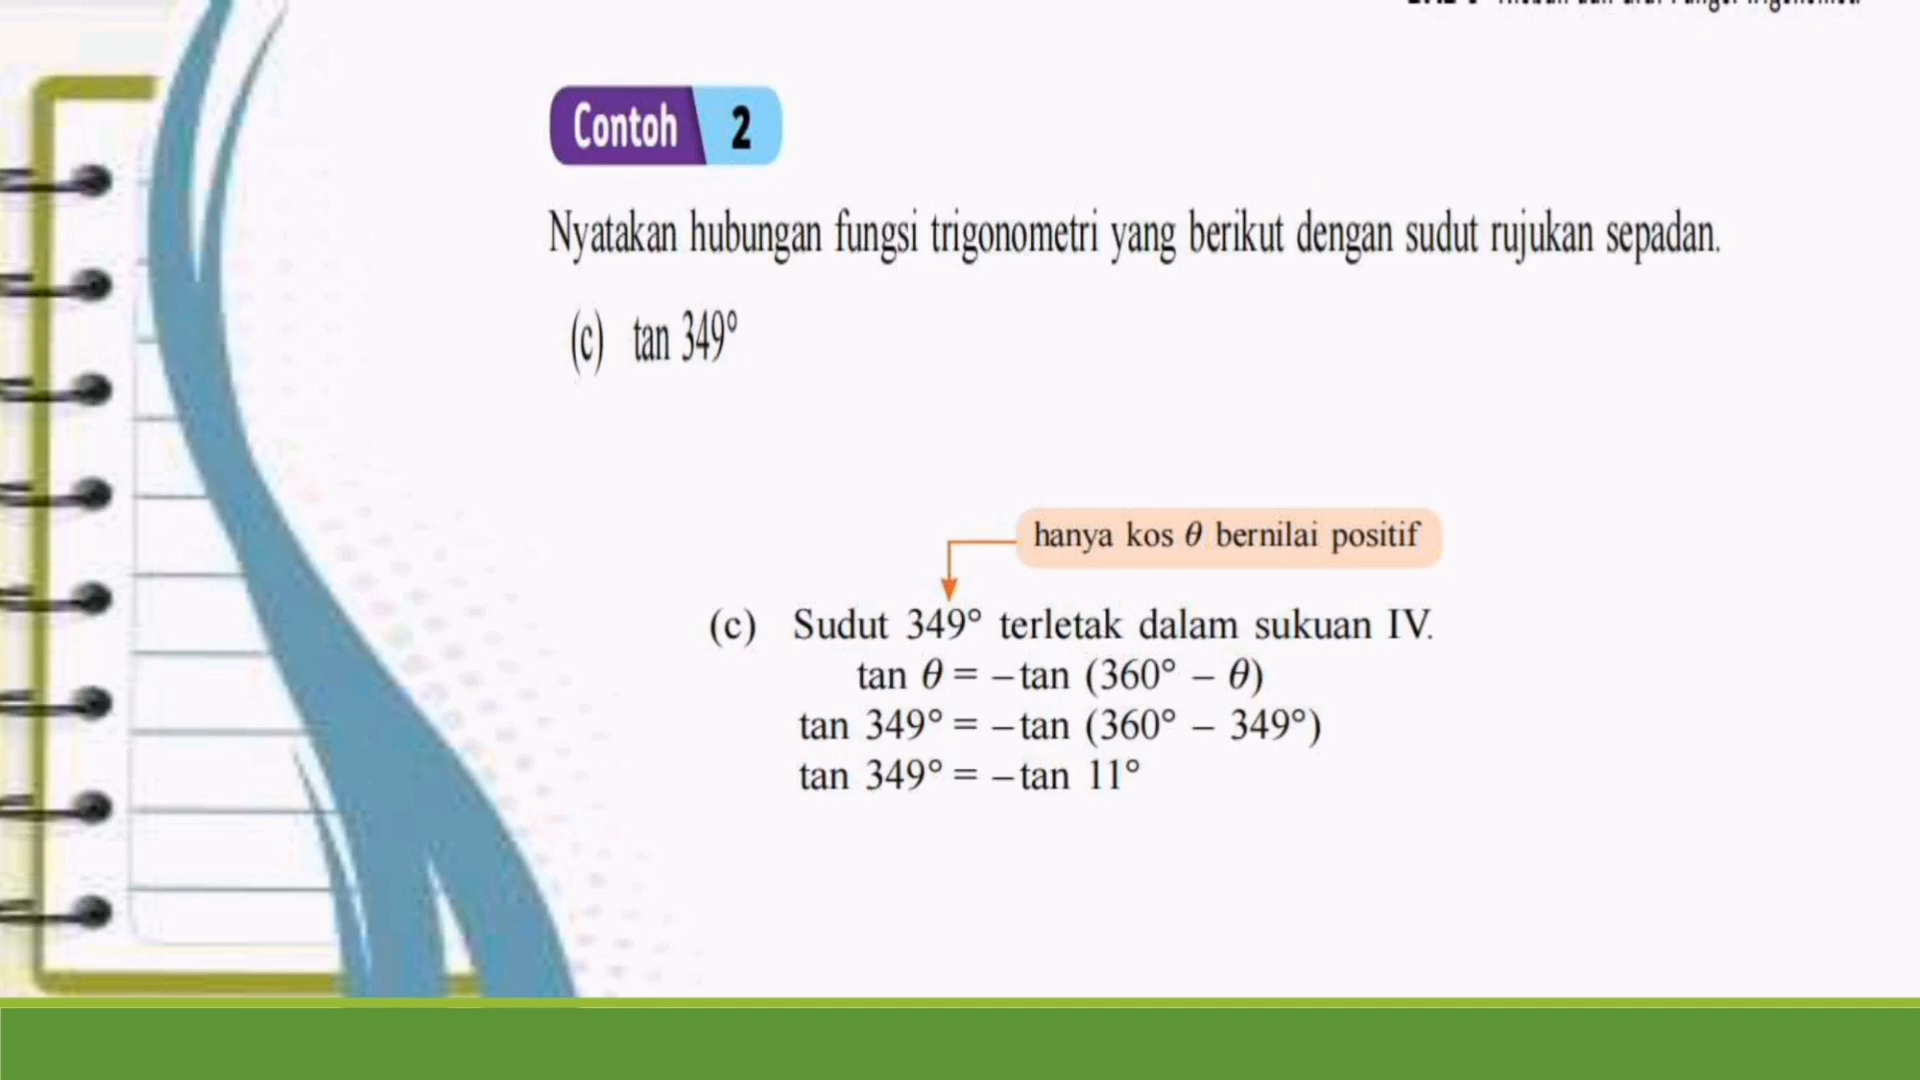 Contoh 2
Nyatakan hubungan fungsi trigonometri yang berikut dengan sudut rujukan sepadan.
(c) tan 349°
hanya kos θ bernilai positif
(c) Sudut 349° terletak dalam sukuan IV.
tan θ = –tan (360° – θ)
tan 349° = –tan (360° – 349°)
tan 349° = –tan 11°